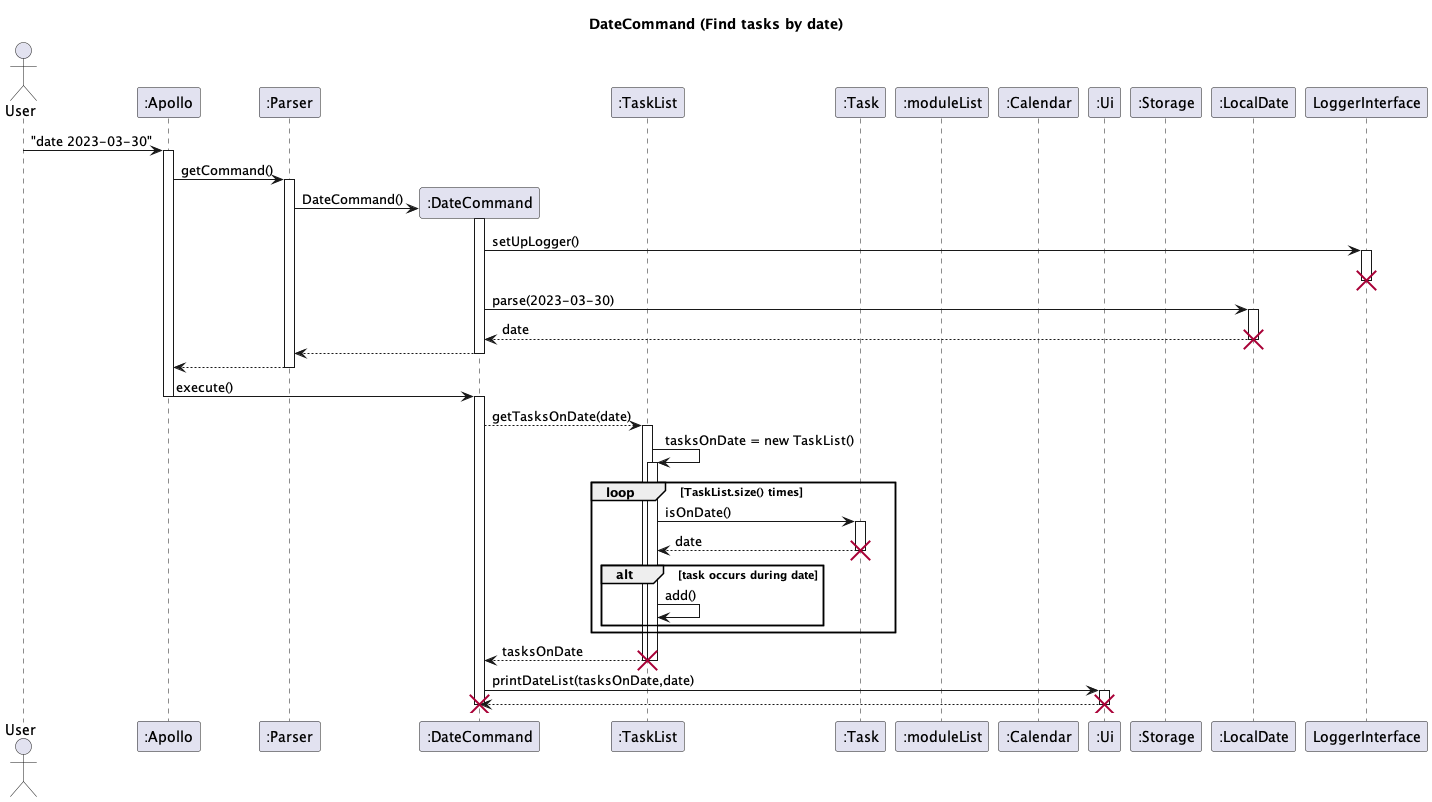 DateCommand (Find tasks by date)
User
:Apollo
:Parser
:TaskList
:Task
:moduleList
:Calendar
:Ui
:Storage
:LocalDate
LoggerInterface
"date 2023-03-30"
getCommand()
DateCommand()
:DateCommand
setUpLogger()
parse(2023-03-30)
date
execute()
getTasksOnDate(date)
tasksOnDate = new TaskList()
loop
[TaskList.size() times]
isOnDate()
date
alt
[task occurs during date]
add()
tasksOnDate
printDateList(tasksOnDate,date)
User
:Apollo
:Parser
:DateCommand
:TaskList
:Task
:moduleList
:Calendar
:Ui
:Storage
:LocalDate
LoggerInterface